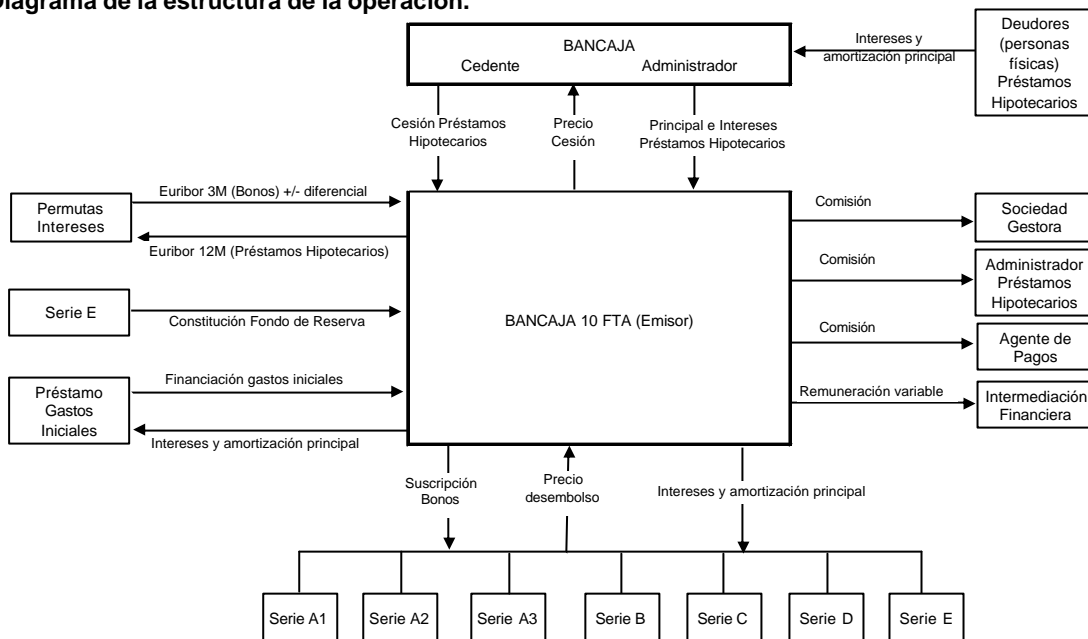 Diagrama de la estructura de la operación.
BANCAJA
Cedente
Administrador
Intereses y
amortización principal
Deudores
(personas
físicas)
Préstamos
Hipotecarios
Cesión Préstamos
Hipotecarios
Precio
Cesión
Principal e Intereses
Préstamos Hipotecarios
Permutas
Intereses
Euribor 3M (Bonos) +/- diferencial
Euribor 12M (Préstamos Hipotecarios)
Serie E
Constitución Fondo de Reserva
Préstamo
Gastos
Iniciales
Financiación gastos iniciales
Intereses y amortización principal
BANCAJA 10 FTA (Emisor)
Comisión
Sociedad
Gestora
Comisión
Administrador
Préstamos
Hipotecarios
Comisión
Agente de
Pagos
Remuneración variable
Intermediación
Financiera
Suscripción
Bonos
Precio
desembolso
Intereses y amortización principal
Serie A1
Serie A2
Serie A3
Serie B
Serie C
Serie D
Serie E